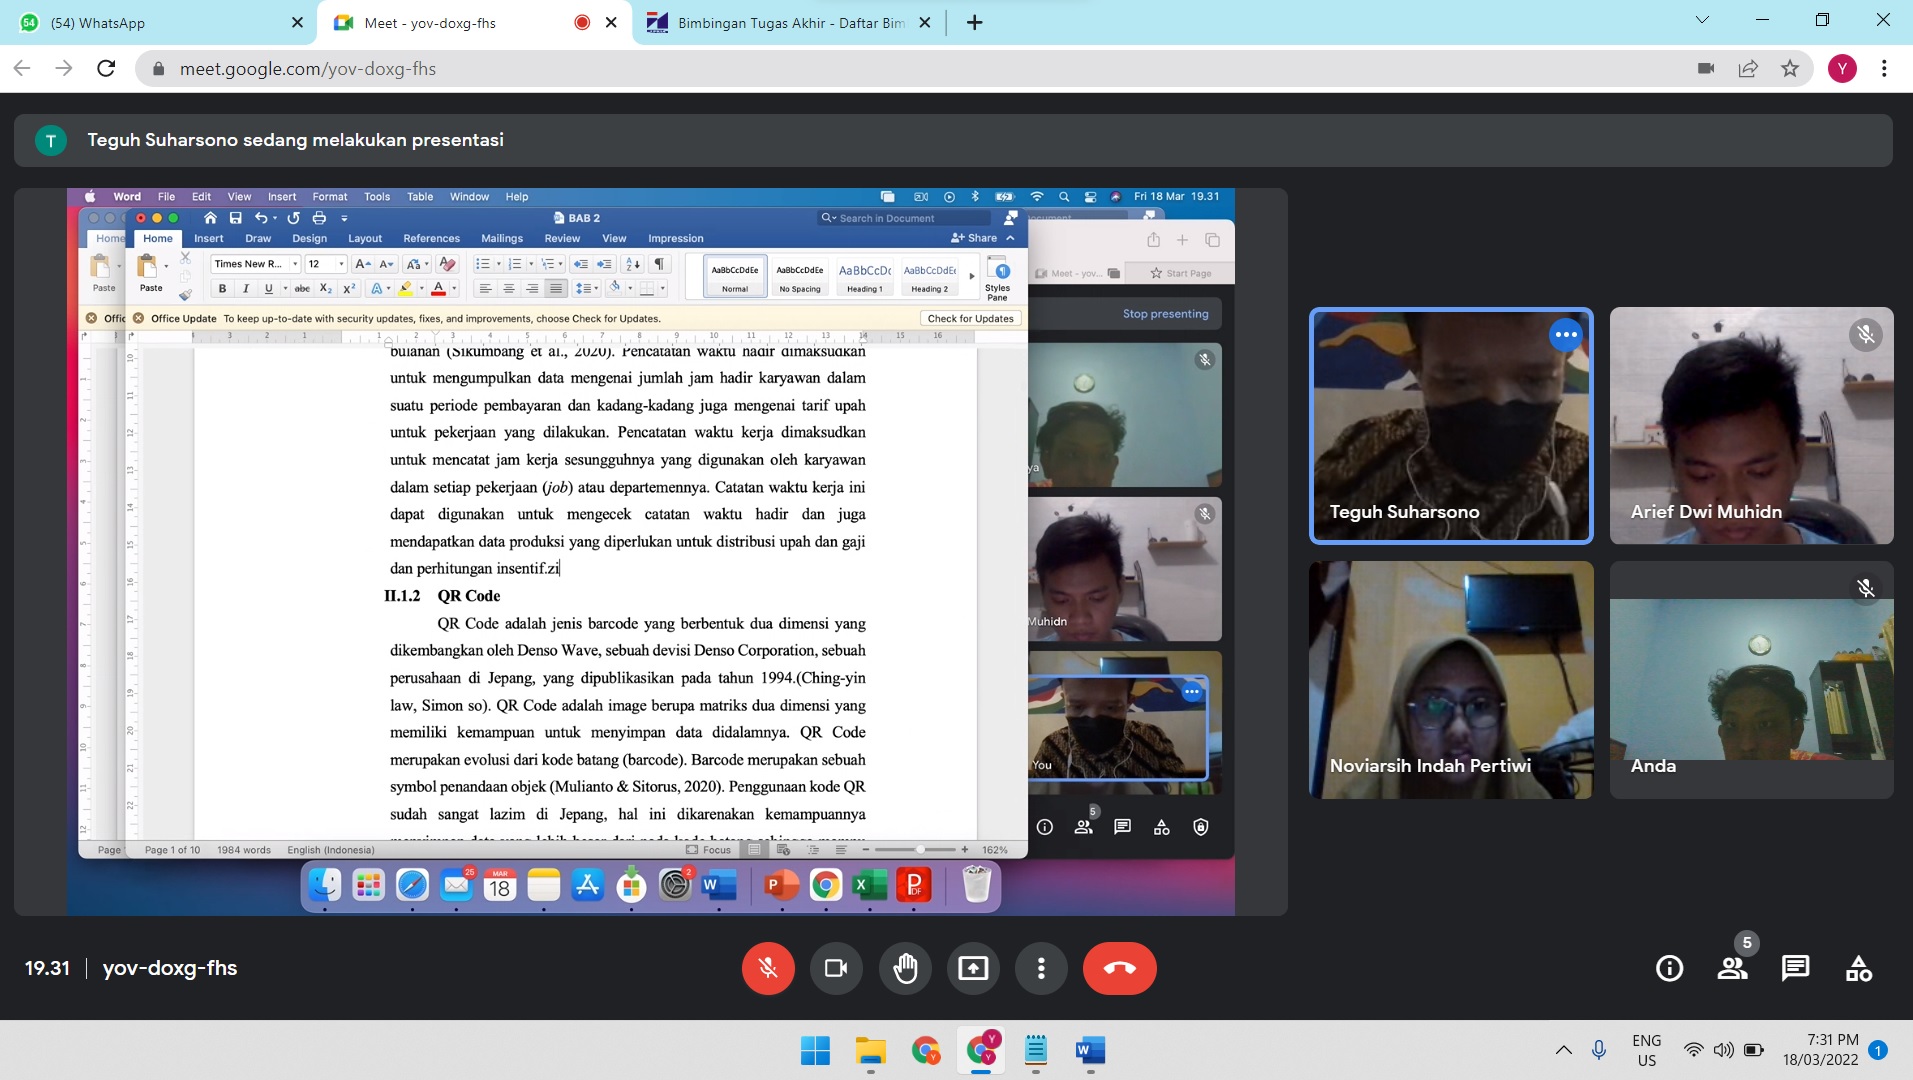 (54) WhatsApp
Meet - yov-doxg-fhs
Bimbingan Tugas Akhir - Daftar Bim
meet.google.com/yov-doxg-fhs
Y
T
Teguh Suharsono sedang melakukan presentasi
Word File Edit View Insert Format Tools Table Window Help
Fri 18 Mar 19.31
BAB 2
Search in Document
Home
Home Insert Draw Design Layout References Mailings Review View Impression
Share
Meet - yov...
Start Page
Paste
Paste
Times New R...
12
AaBbCcDdEe
Normal
AaBbCcDdEe
No Spacing
AaBbCcDc
Heading 1
AaBbCcDdEe
Heading 2
Styles
Pane
Offic
Office Update To keep up-to-date with security updates, fixes, and improvements, choose Check for Updates.
Check for Updates
Stop presenting
bulanan (Sikumbang et al., 2020). Pencatatan waktu hadir dimaksudkan
untuk mengumpulkan data mengenai jumlah jam hadir karyawan dalam
suatu periode pembayaran dan kadang-kadang juga mengenai tarif upah
untuk pekerjaan yang dilakukan. Pencatatan waktu kerja dimaksudkan
untuk mencatat jam kerja sesungguhnya yang digunakan oleh karyawan
dalam setiap pekerjaan (job) atau departemennya. Catatan waktu kerja ini
dapat digunakan untuk mengecek catatan waktu hadir dan juga
mendapatkan data produksi yang diperlukan untuk distribusi upah dan gaji
dan perhitungan insentif.zi
II.1.2 QR Code
QR Code adalah jenis barcode yang berbentuk dua dimensi yang
dikembangkan oleh Denso Wave, sebuah devisi Denso Corporation, sebuah
perusahaan di Jepang, yang dipublikasikan pada tahun 1994.(Ching-yin
law, Simon so). QR Code adalah image berupa matriks dua dimensi yang
memiliki kemampuan untuk menyimpan data didalamnya. QR Code
merupakan evolusi dari kode batang (barcode). Barcode merupakan sebuah
symbol penandaan objek (Mulianto & Sitorus, 2020). Penggunaan kode QR
sudah sangat lazim di Jepang, hal ini dikarenakan kemampuannya
ya
Muhidn
You
5
Page
Page 1 of 10
1984 words
English (Indonesia)
Focus
162%
Teguh Suharsono
Arief Dwi Muhidn
Noviarsih Indah Pertiwi
Anda
19.31 | yov-doxg-fhs
5
ENG
US
7:31 PM
18/03/2022
1